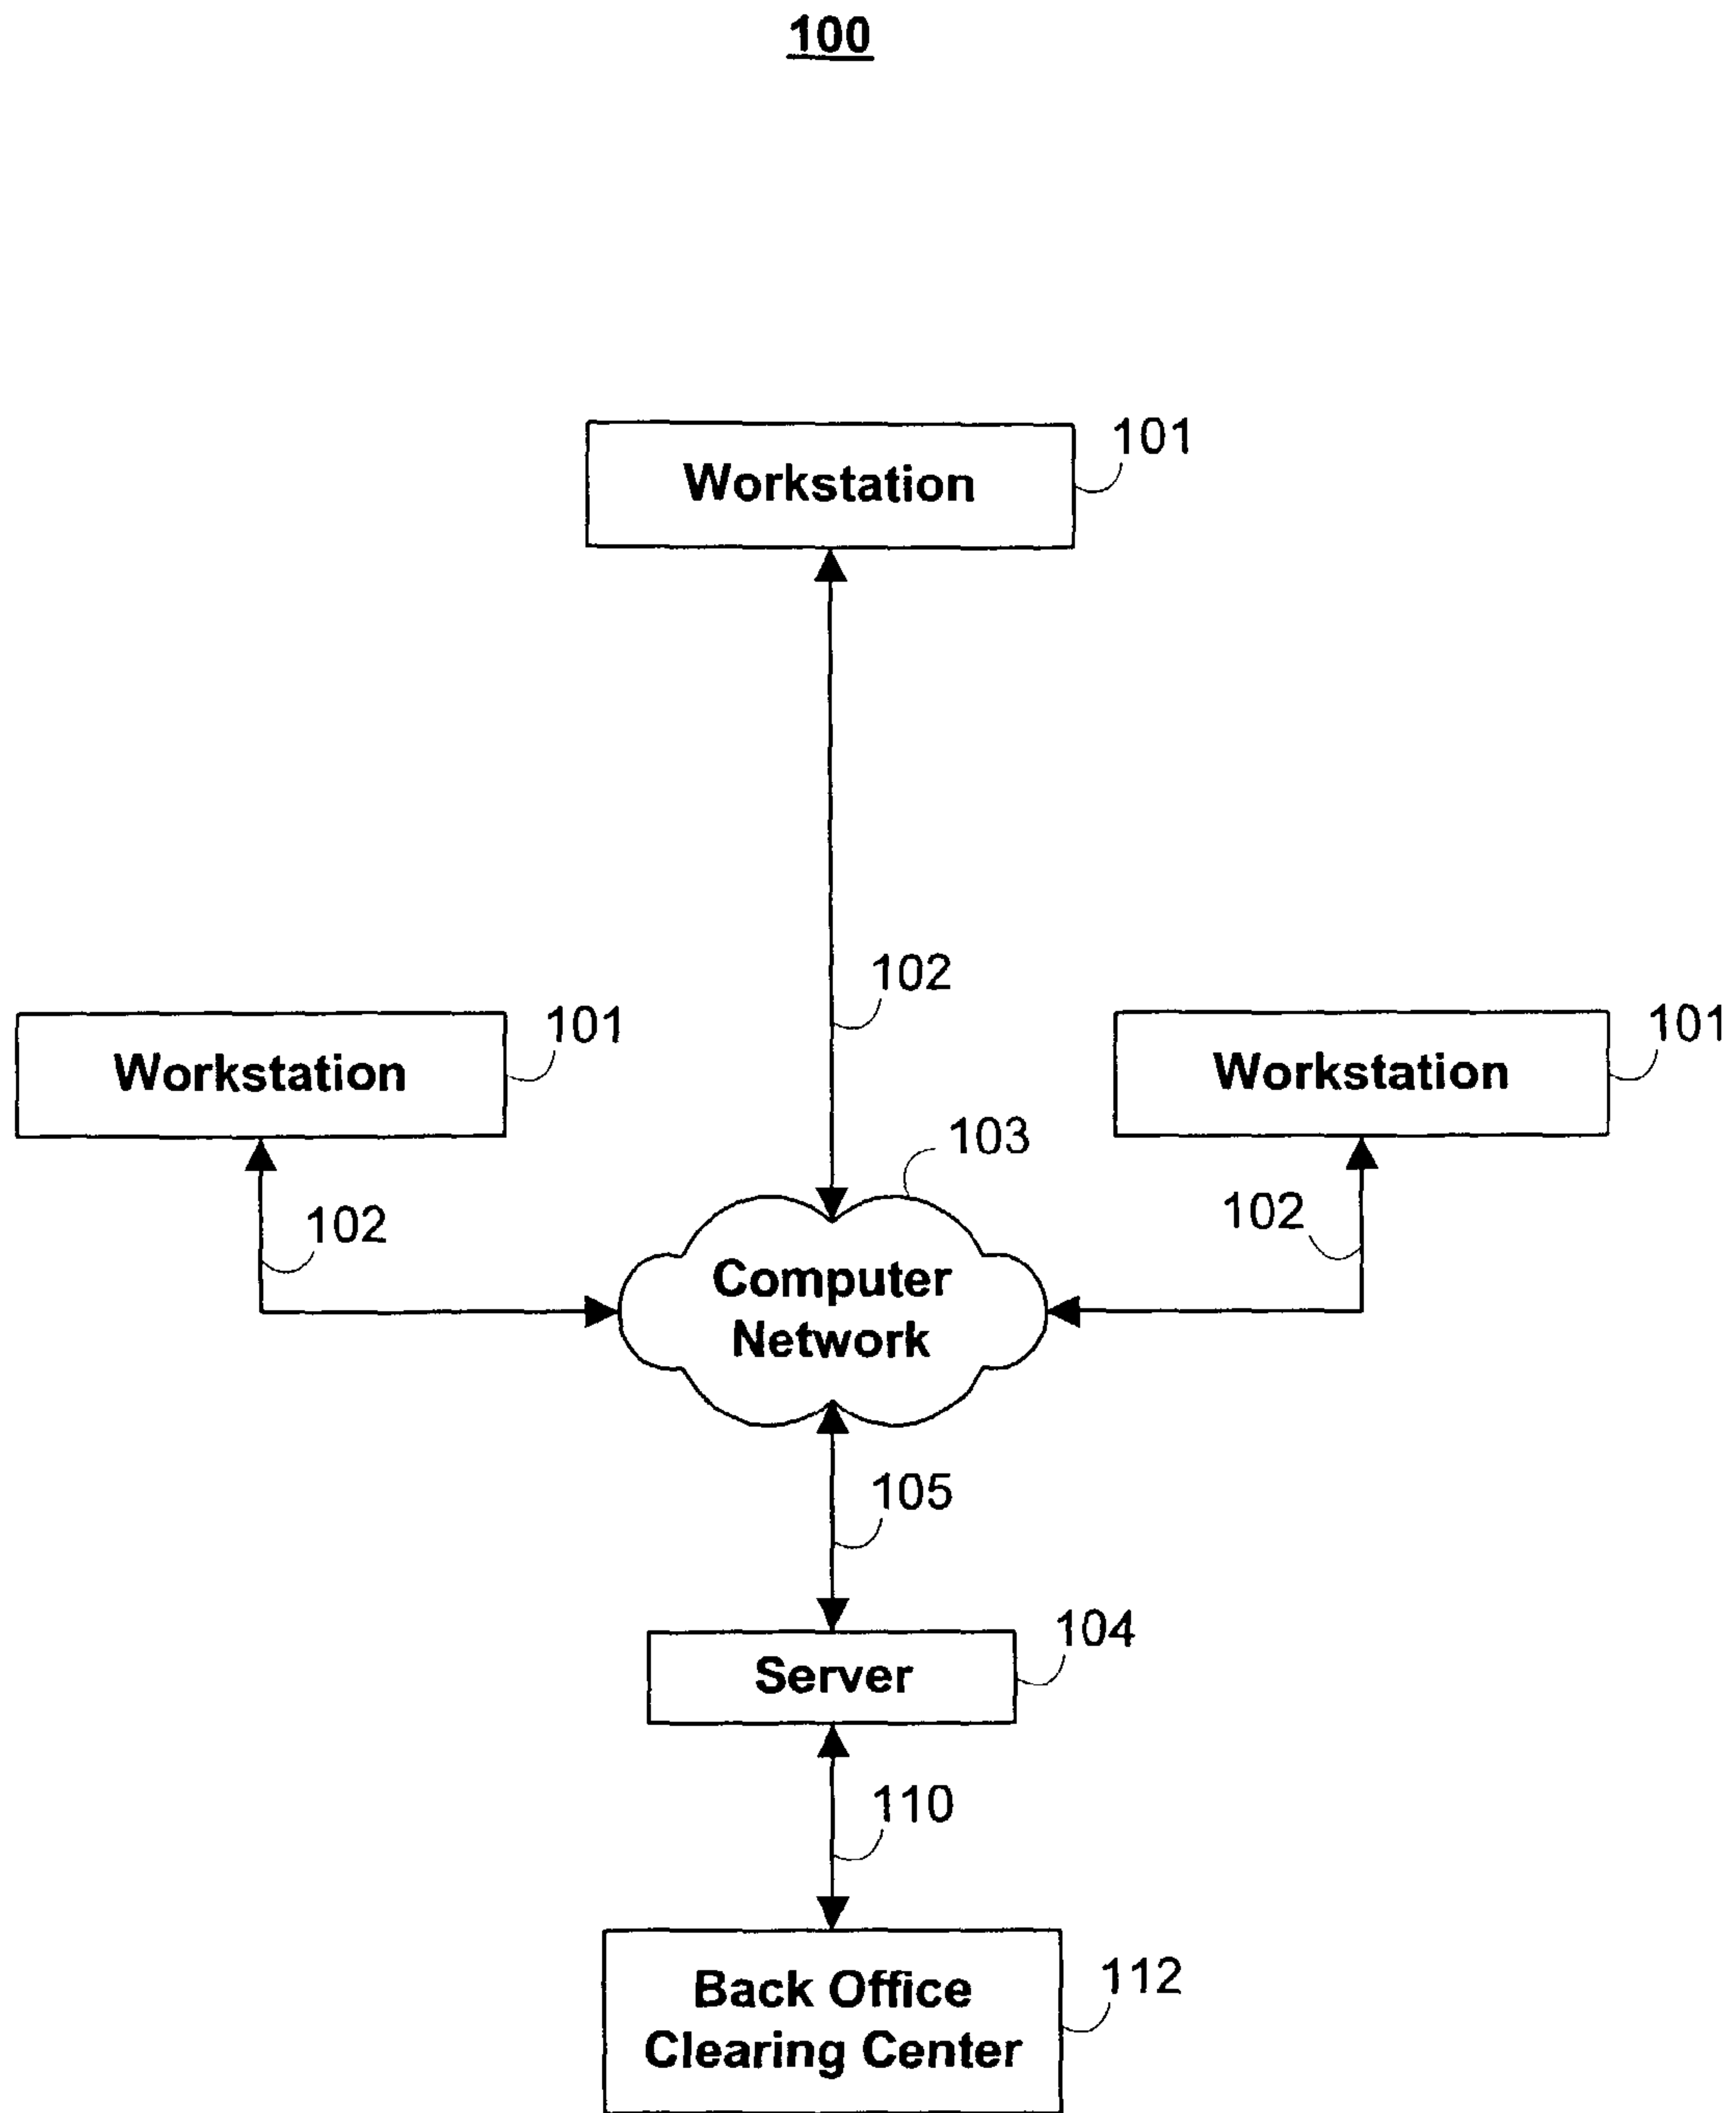 100
Workstation
101
102
Workstation
101
Workstation
101
103
102
102
Computer
Network
105
Server
104
110
Back Office
Clearing Center
112